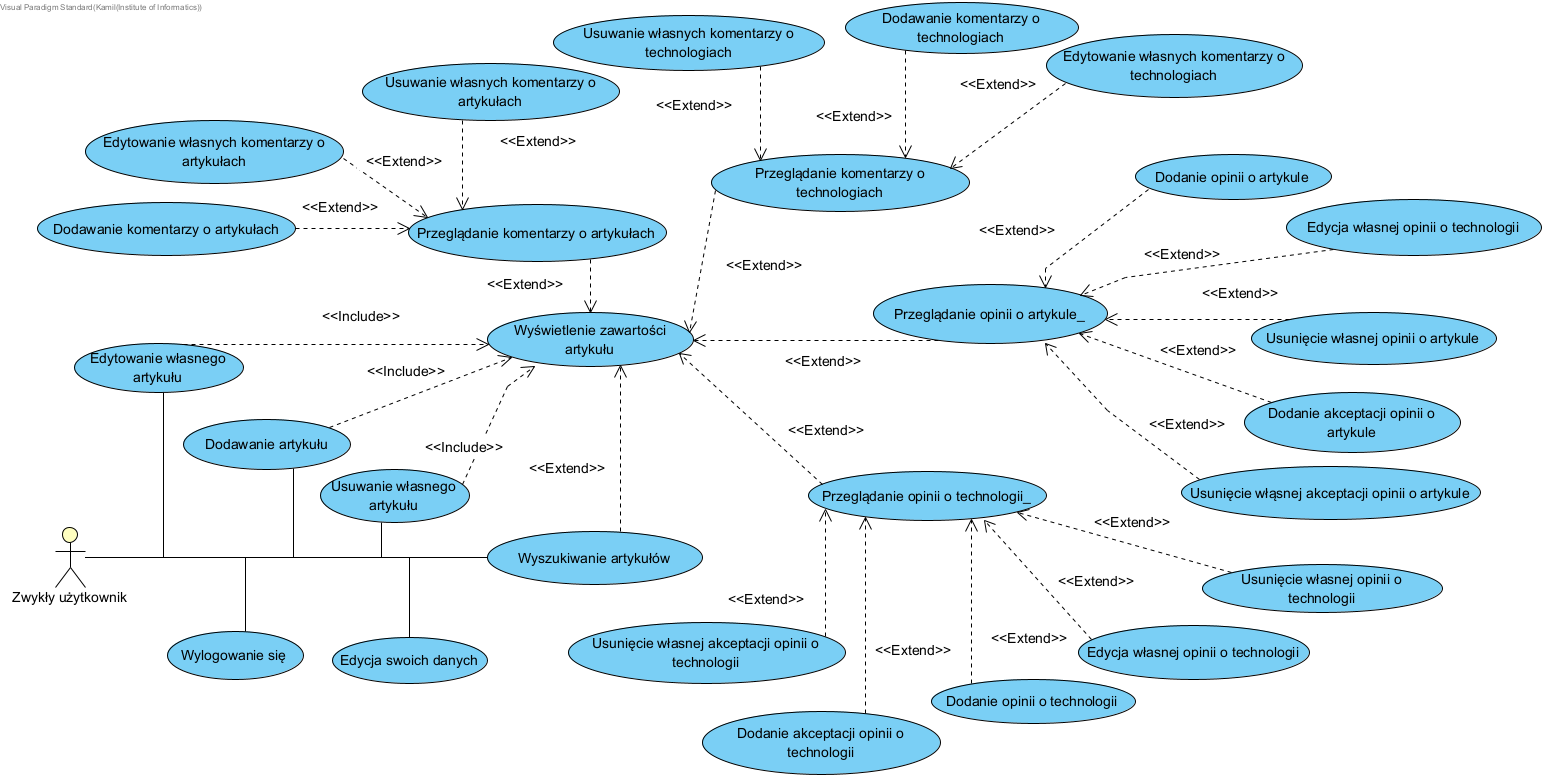 Visual Paradigm Standard(Kamil(Institute of Informatics))
Usuwanie własnych komentarzy o
technologiach
Dodawanie komentarzy o
technologiach
Edytowanie własnych komentarzy o
technologiach
Usuwanie własnych komentarzy o
artykułach
<<Extend>>
<<Extend>>
<<Extend>>
<<Extend>>
Edytowanie własnych komentarzy o
artykułach
<<Extend>>
Przeglądanie komentarzy o
technologiach
Dodanie opinii o artykule
<<Extend>>
Dodawanie komentarzy o artykułach
Przeglądanie komentarzy o artykułach
<<Extend>>
Edycja własnej opinii o technologii
<<Extend>>
<<Extend>>
<<Extend>>
<<Extend>>
<<Include>>
Przeglądanie opinii o artykule_
Wyświetlenie zawartości
artykułu
Usunięcie własnej opinii o artykule
<<Extend>>
<<Extend>>
Edytowanie własnego
artykułu
<<Include>>
Dodanie akceptacji opinii o
artykule
<<Extend>>
<<Extend>>
Dodawanie artykułu
<<Include>>
<<Extend>>
Usuwanie własnego
artykułu
Przeglądanie opinii o technologii_
Usunięcie włąsnej akceptacji opinii o artykule
<<Extend>>
Wyszukiwanie artykułów
Zwykły użytkownik
<<Extend>>
<<Extend>>
Usunięcie własnej opinii o
technologii
<<Extend>>
<<Extend>>
Usunięcie własnej akceptacji opinii o
technologii
Edycja własnej opinii o technologii
Wylogowanie się
Edycja swoich danych
Dodanie opinii o technologii
Dodanie akceptacji opinii o
technologii